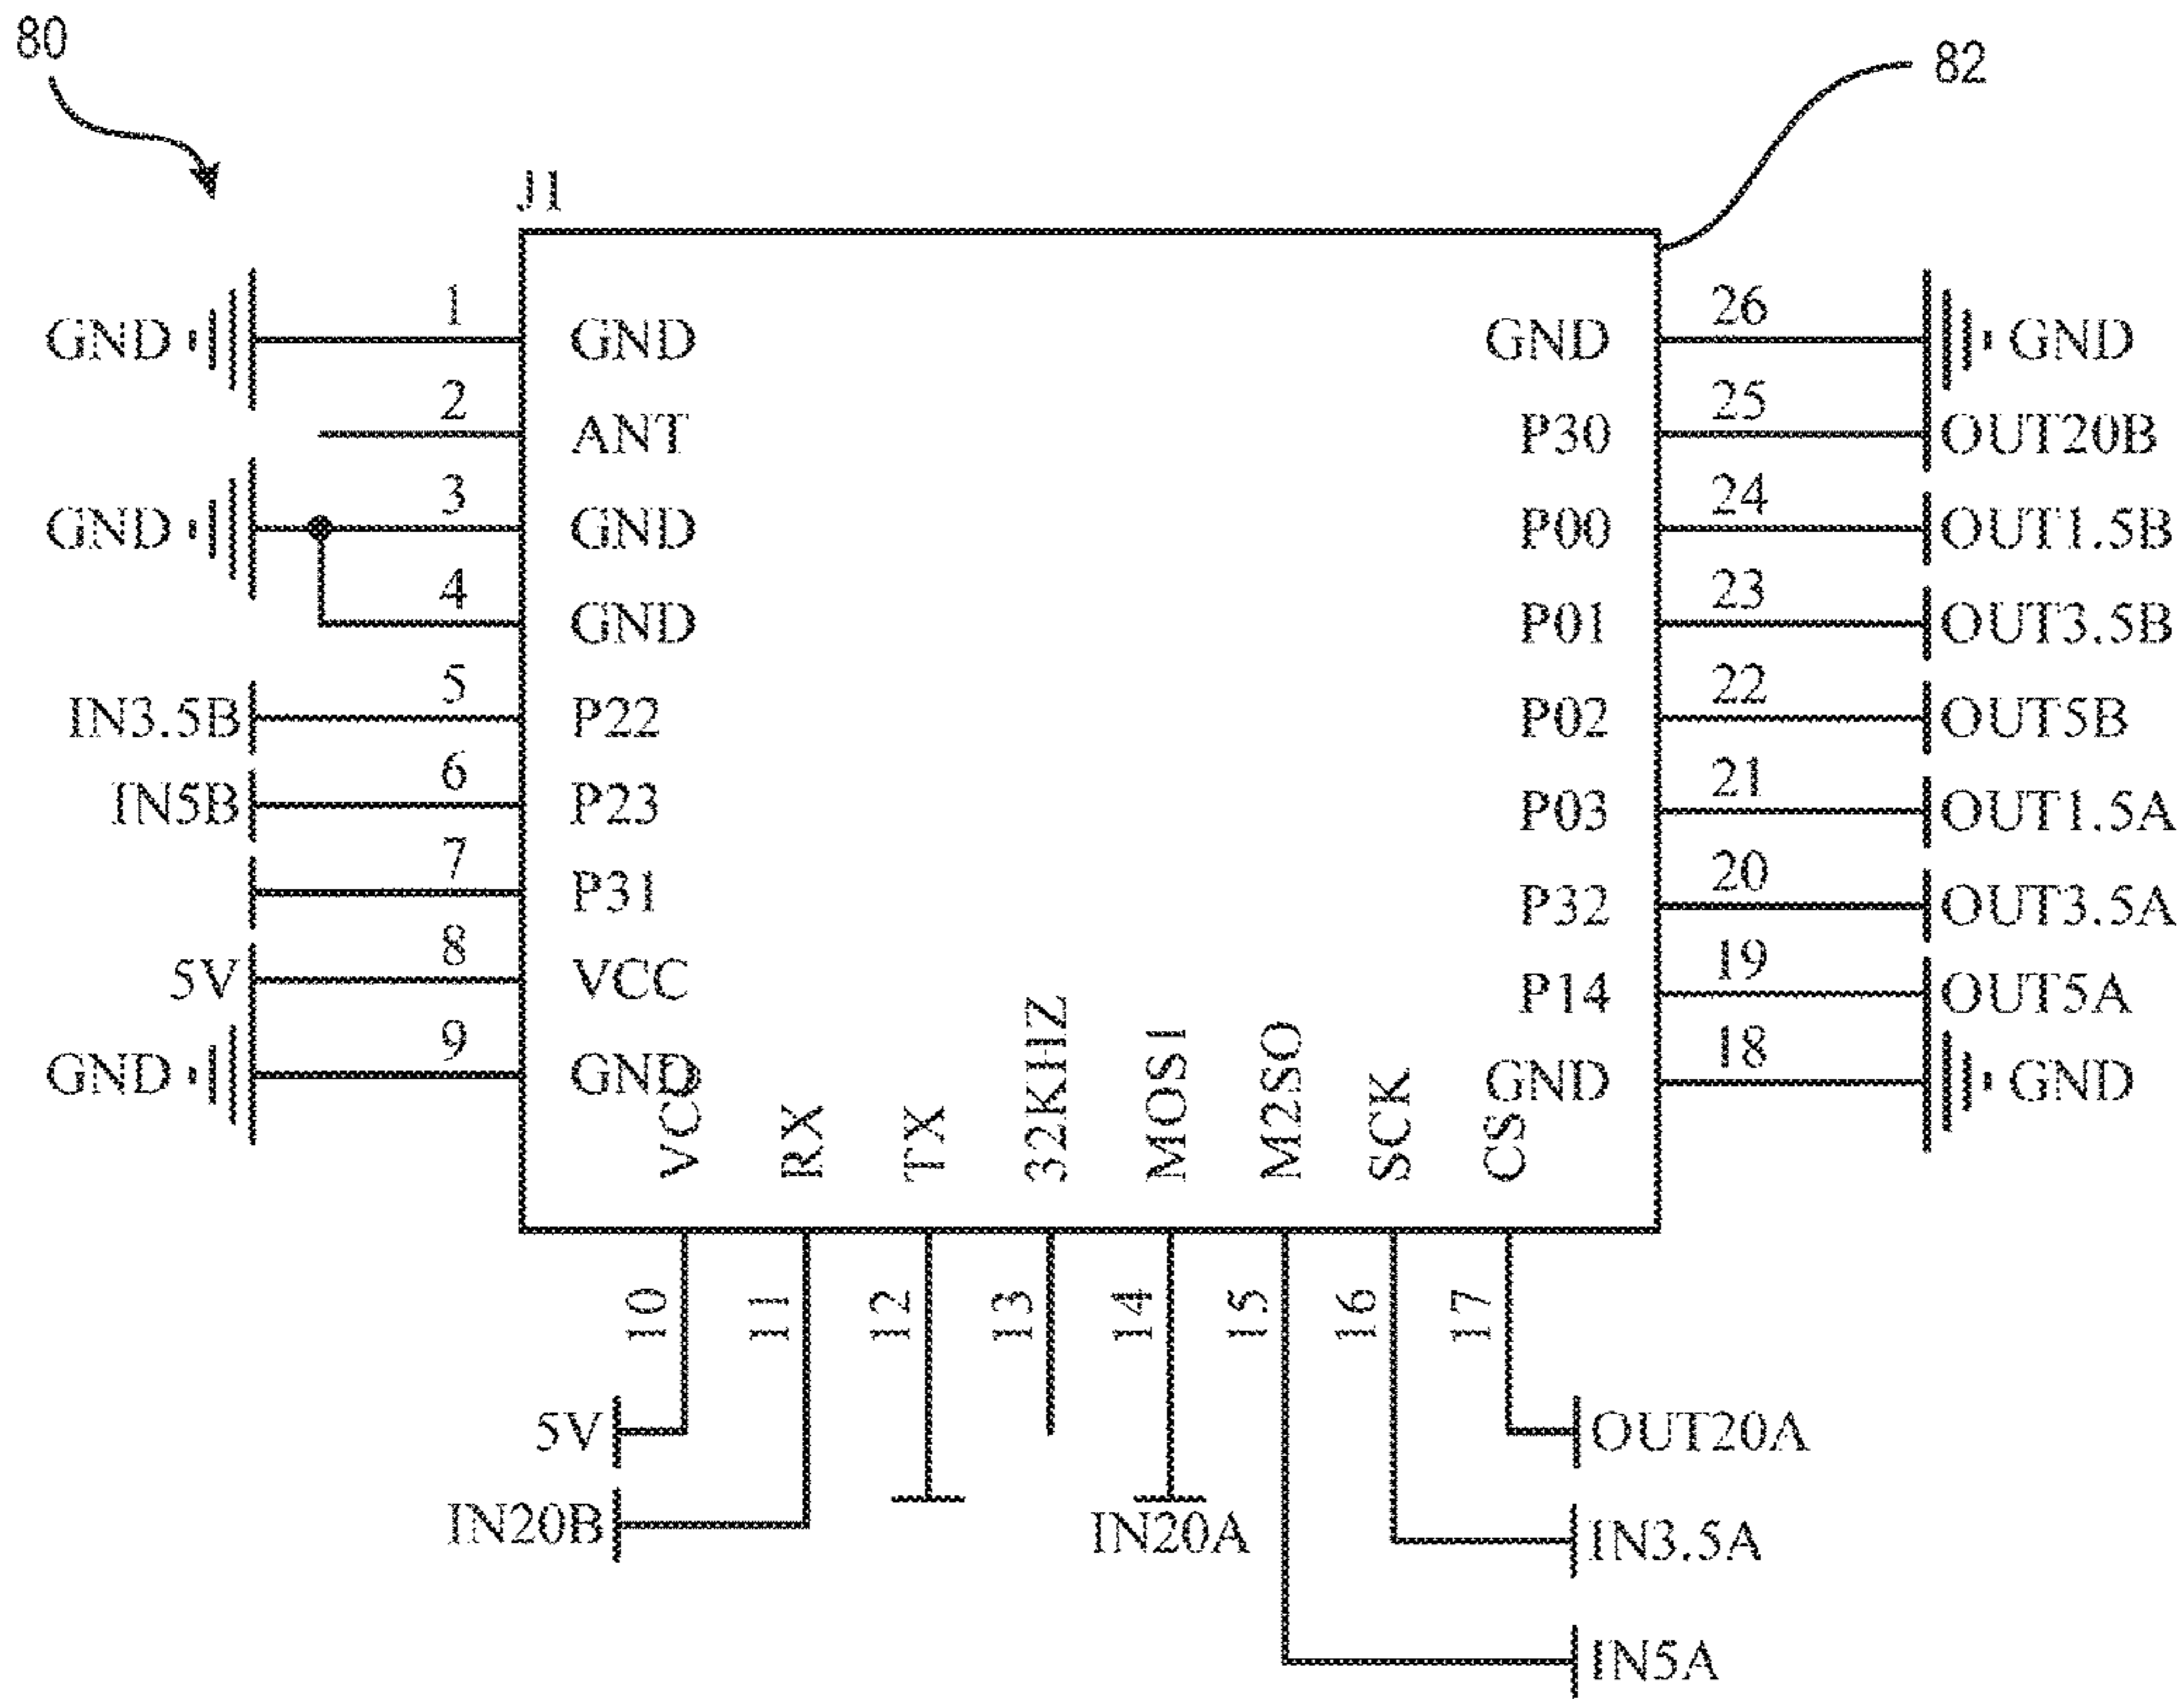 80
82
J1
GND 1 GND GND 26 GND
2 ANT P30 25 OUT20B
GND 3 GND P00 24 OUT1.5B
4 GND P01 23 OUT3.5B
IN3.5B 5 P22 P02 22 OUT5B
IN5B 6 P23 P03 21 OUT1.5A
7 P31 P32 20 OUT3.5A
5V 8 VCC P14 19 OUT5A
GND 9 GND GND 18 GND
VCC RX TX 32KHZ MOSI M2SO SCK CS
10 11 12 13 14 15 16 17
5V OUT20A
IN20B IN20A IN3.5A
IN5A